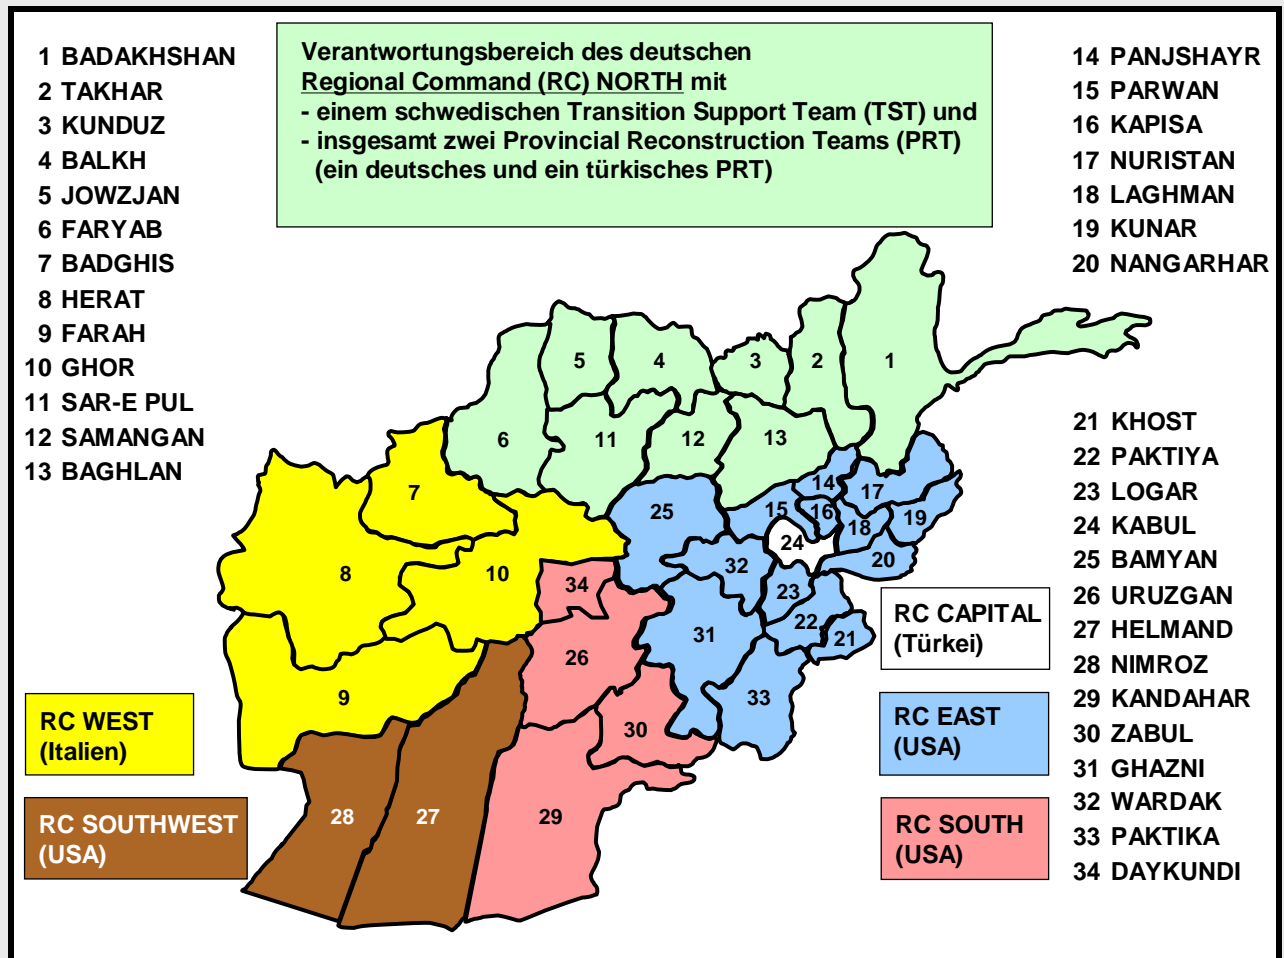 1 BADAKHSHAN
2 TAKHAR
3 KUNDUZ
4 BALKH
5 JOWZJAN
6 FARYAB
7 BADGHIS
8 HERAT
9 FARAH
10 GHOR
11 SAR-E PUL
12 SAMANGAN
13 BAGHLAN
Verantwortungsbereich des deutschen
Regional Command (RC) NORTH mit
- einem schwedischen Transition Support Team (TST) und
- insgesamt zwei Provincial Reconstruction Teams (PRT)
(ein deutsches und ein türkisches PRT)
14 PANJSHAYR
15 PARWAN
16 KAPISA
17 NURISTAN
18 LAGHMAN
19 KUNAR
20 NANGARHAR
21 KHOST
22 PAKTIYA
23 LOGAR
24 KABUL
25 BAMYAN
26 URUZGAN
27 HELMAND
28 NIMROZ
29 KANDAHAR
30 ZABUL
31 GHAZNI
32 WARDAK
33 PAKTIKA
34 DAYKUNDI
5
4
3
2
1
6
11
12
13
7
14
17
25
15
16
18
19
24
20
8
10
34
32
23
22
21
31
26
9
33
30
28
27
29
RC CAPITAL
(Türkei)
RC WEST
(Italien)
RC EAST
(USA)
RC SOUTHWEST
(USA)
RC SOUTH
(USA)